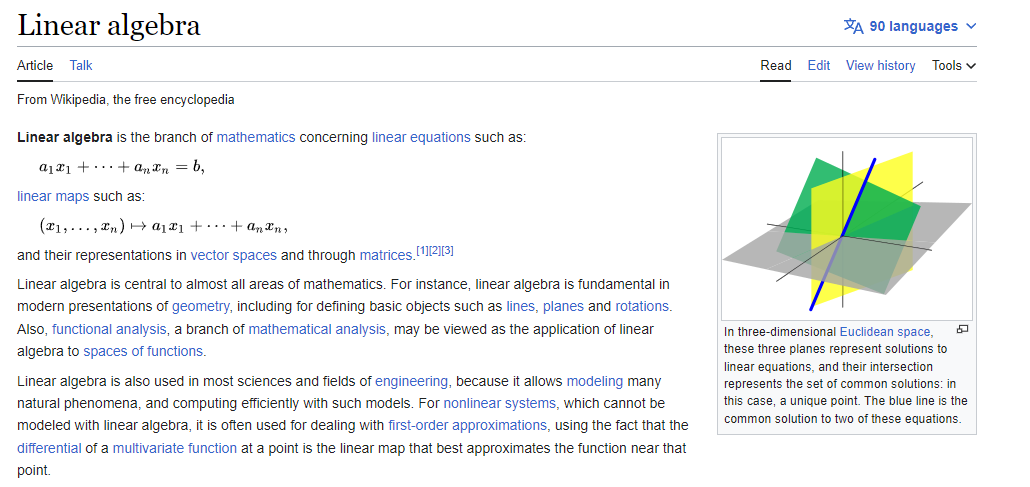 Linear algebra
90 languages
Article Talk
Read Edit View history Tools
From Wikipedia, the free encyclopedia
Linear algebra is the branch of mathematics concerning linear equations such as:
a₁x₁ + ⋯ + aₙxₙ = b,
linear maps such as:
(x₁, …, xₙ) ↦ a₁x₁ + ⋯ + aₙxₙ,
and their representations in vector spaces and through matrices.[1][2][3]
Linear algebra is central to almost all areas of mathematics. For instance, linear algebra is fundamental in
modern presentations of geometry, including for defining basic objects such as lines, planes and rotations.
Also, functional analysis, a branch of mathematical analysis, may be viewed as the application of linear
algebra to spaces of functions.
Linear algebra is also used in most sciences and fields of engineering, because it allows modeling many
natural phenomena, and computing efficiently with such models. For nonlinear systems, which cannot be
modeled with linear algebra, it is often used for dealing with first-order approximations, using the fact that the
differential of a multivariate function at a point is the linear map that best approximates the function near that
point.
In three-dimensional Euclidean space,
these three planes represent solutions to
linear equations, and their intersection
represents the set of common solutions: in
this case, a unique point. The blue line is the
common solution to two of these equations.